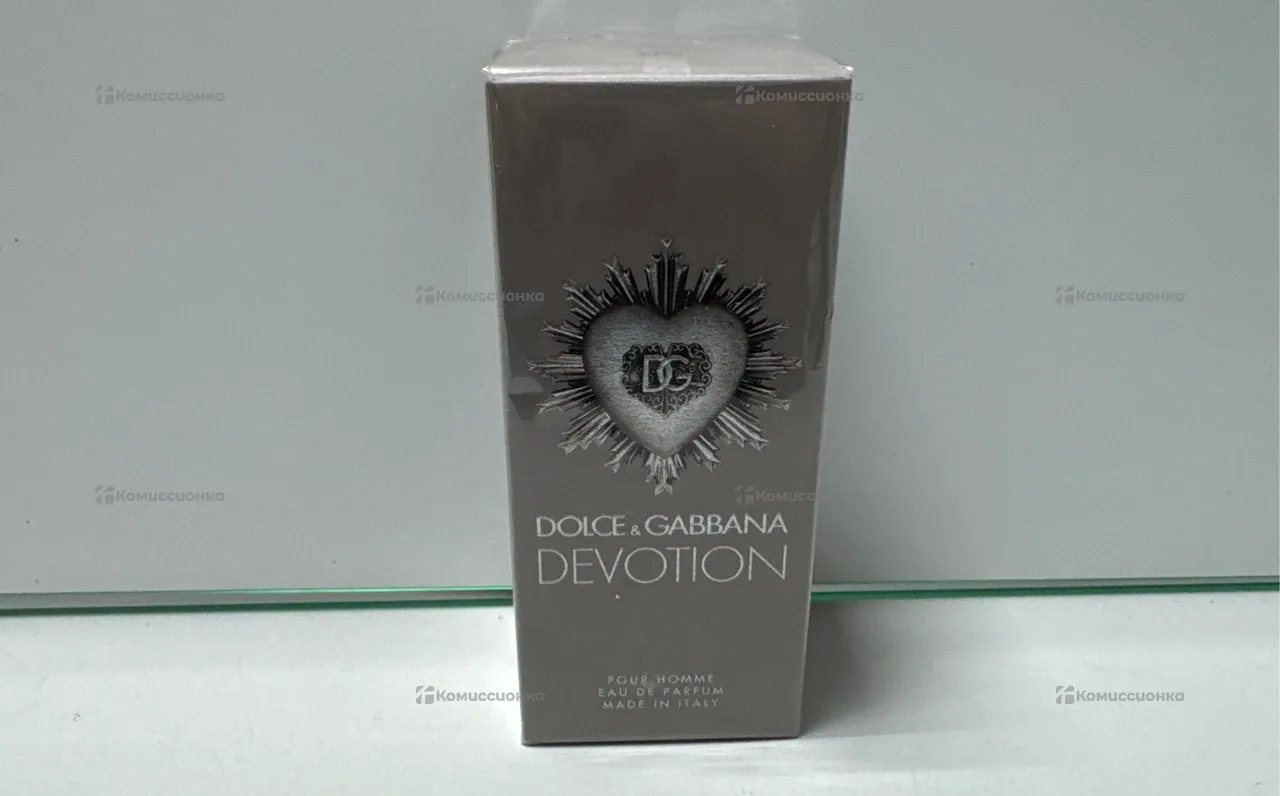 Комиссионка
Комиссионка
Комиссионка
Комиссионка
DG
Комиссионка
Комисс
DOLCE & GABBANA
DEVOTION
POUR HOMME
EAU DE PARFUM
MADE IN ITALY
Комиссионка
Комиссионка